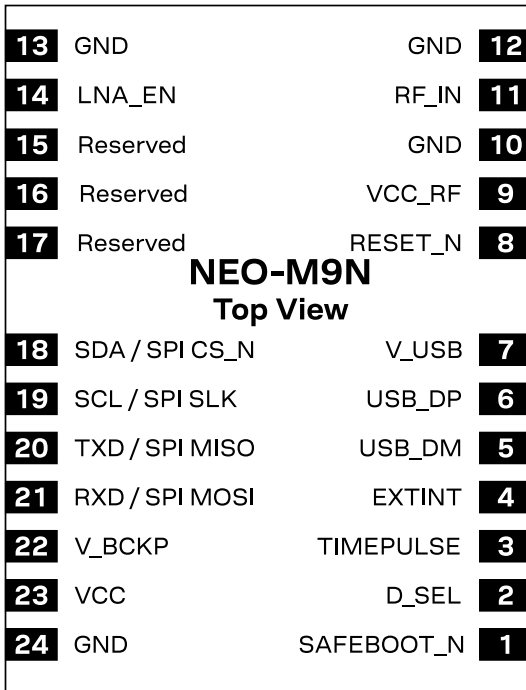 13 GND GND 12
14 LNA_EN RF_IN 11
15 Reserved GND 10
16 Reserved VCC_RF 9
17 Reserved RESET_N 8
NEO-M9N
Top View
18 SDA / SPI CS_N V_USB 7
19 SCL / SPI SLK USB_DP 6
20 TXD / SPI MISO USB_DM 5
21 RXD / SPI MOSI EXTINT 4
22 V_BCKP TIMEPULSE 3
23 VCC D_SEL 2
24 GND SAFEBOOT_N 1